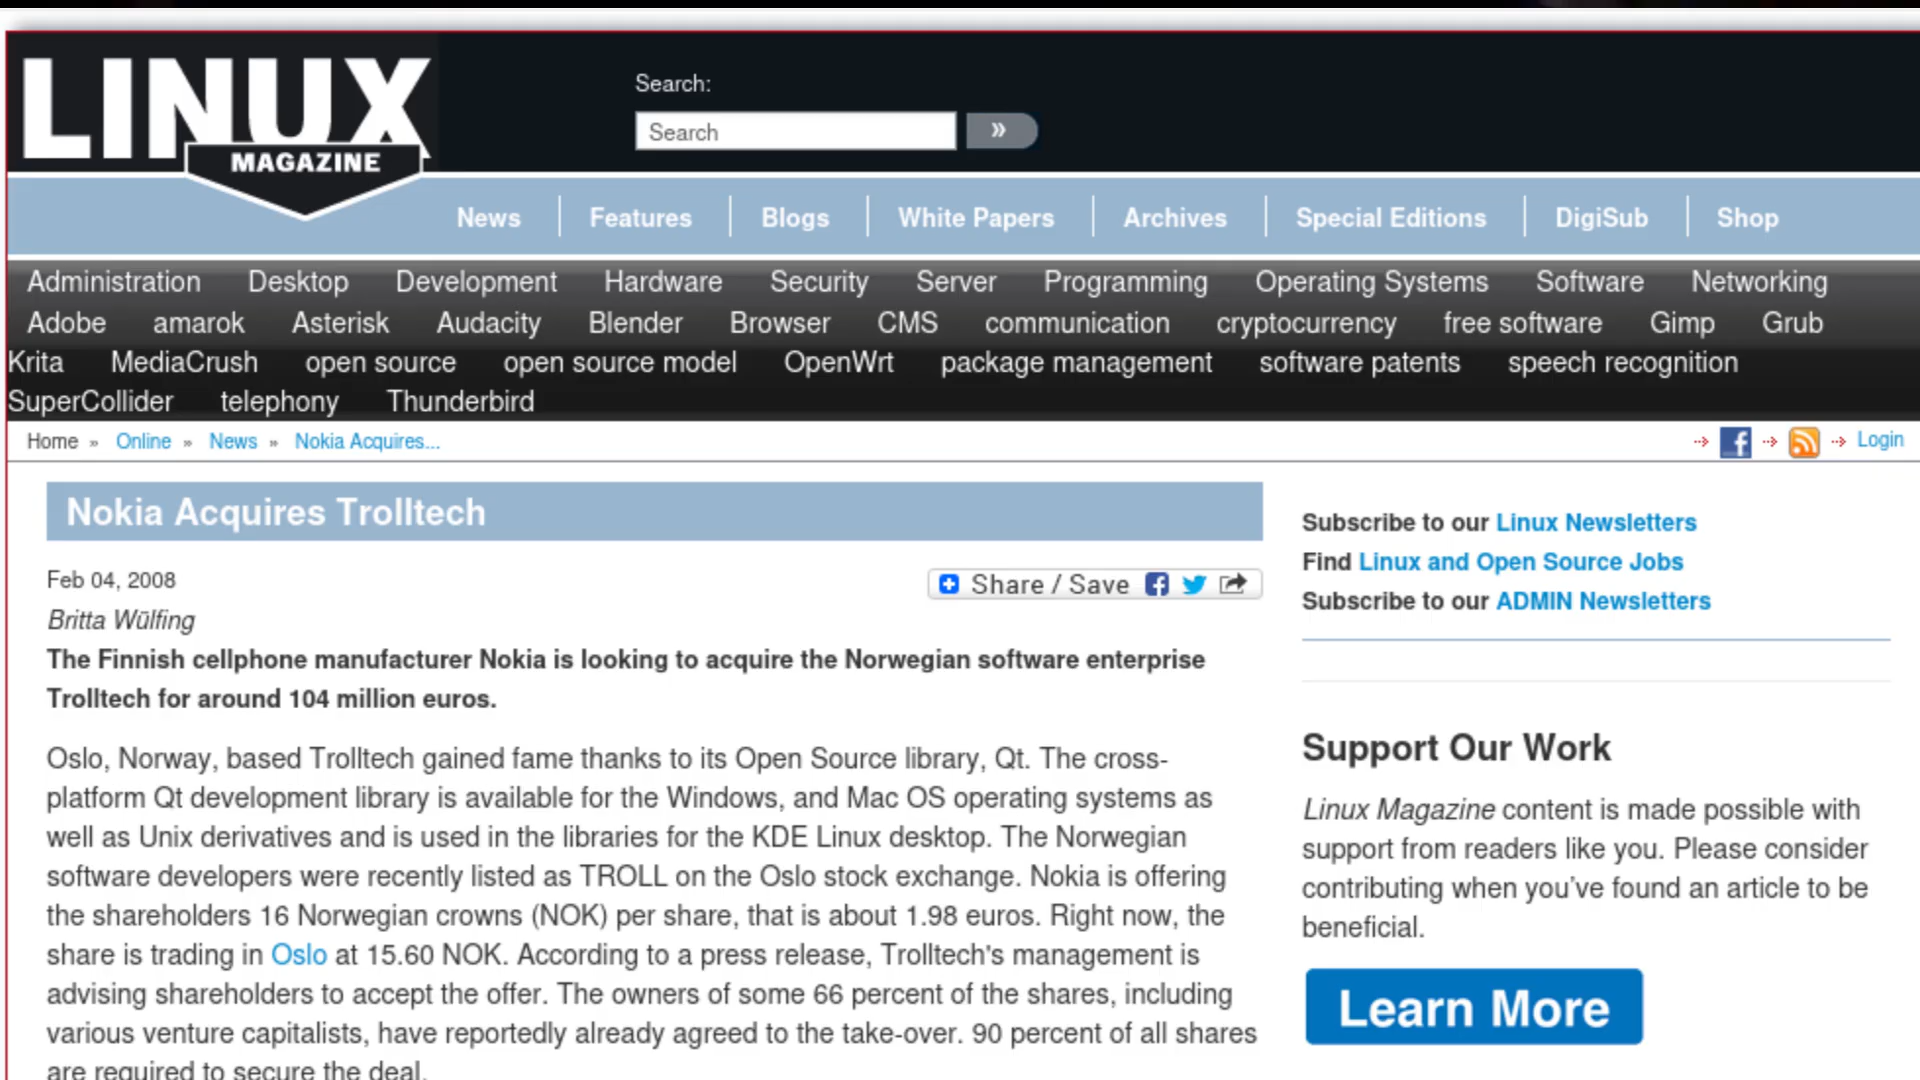 LINUX
MAGAZINE
Search:
Search
»
News Features Blogs White Papers Archives Special Editions DigiSub Shop
Administration Desktop Development Hardware Security Server Programming Operating Systems Software Networking
Adobe amarok Asterisk Audacity Blender Browser CMS communication cryptocurrency free software Gimp Grub
Krita MediaCrush open source open source model OpenWrt package management software patents speech recognition
SuperCollider telephony Thunderbird
Home » Online » News » Nokia Acquires...
Login
Nokia Acquires Trolltech
Feb 04, 2008
Share / Save
Britta Wülfing
The Finnish cellphone manufacturer Nokia is looking to acquire the Norwegian software enterprise
Trolltech for around 104 million euros.
Oslo, Norway, based Trolltech gained fame thanks to its Open Source library, Qt. The cross-
platform Qt development library is available for the Windows, and Mac OS operating systems as
well as Unix derivatives and is used in the libraries for the KDE Linux desktop. The Norwegian
software developers were recently listed as TROLL on the Oslo stock exchange. Nokia is offering
the shareholders 16 Norwegian crowns (NOK) per share, that is about 1.98 euros. Right now, the
share is trading in Oslo at 15.60 NOK. According to a press release, Trolltech's management is
advising shareholders to accept the offer. The owners of some 66 percent of the shares, including
various venture capitalists, have reportedly already agreed to the take-over. 90 percent of all shares
are required to secure the deal.
Subscribe to our Linux Newsletters
Find Linux and Open Source Jobs
Subscribe to our ADMIN Newsletters
Support Our Work
Linux Magazine content is made possible with
support from readers like you. Please consider
contributing when you've found an article to be
beneficial.
Learn More